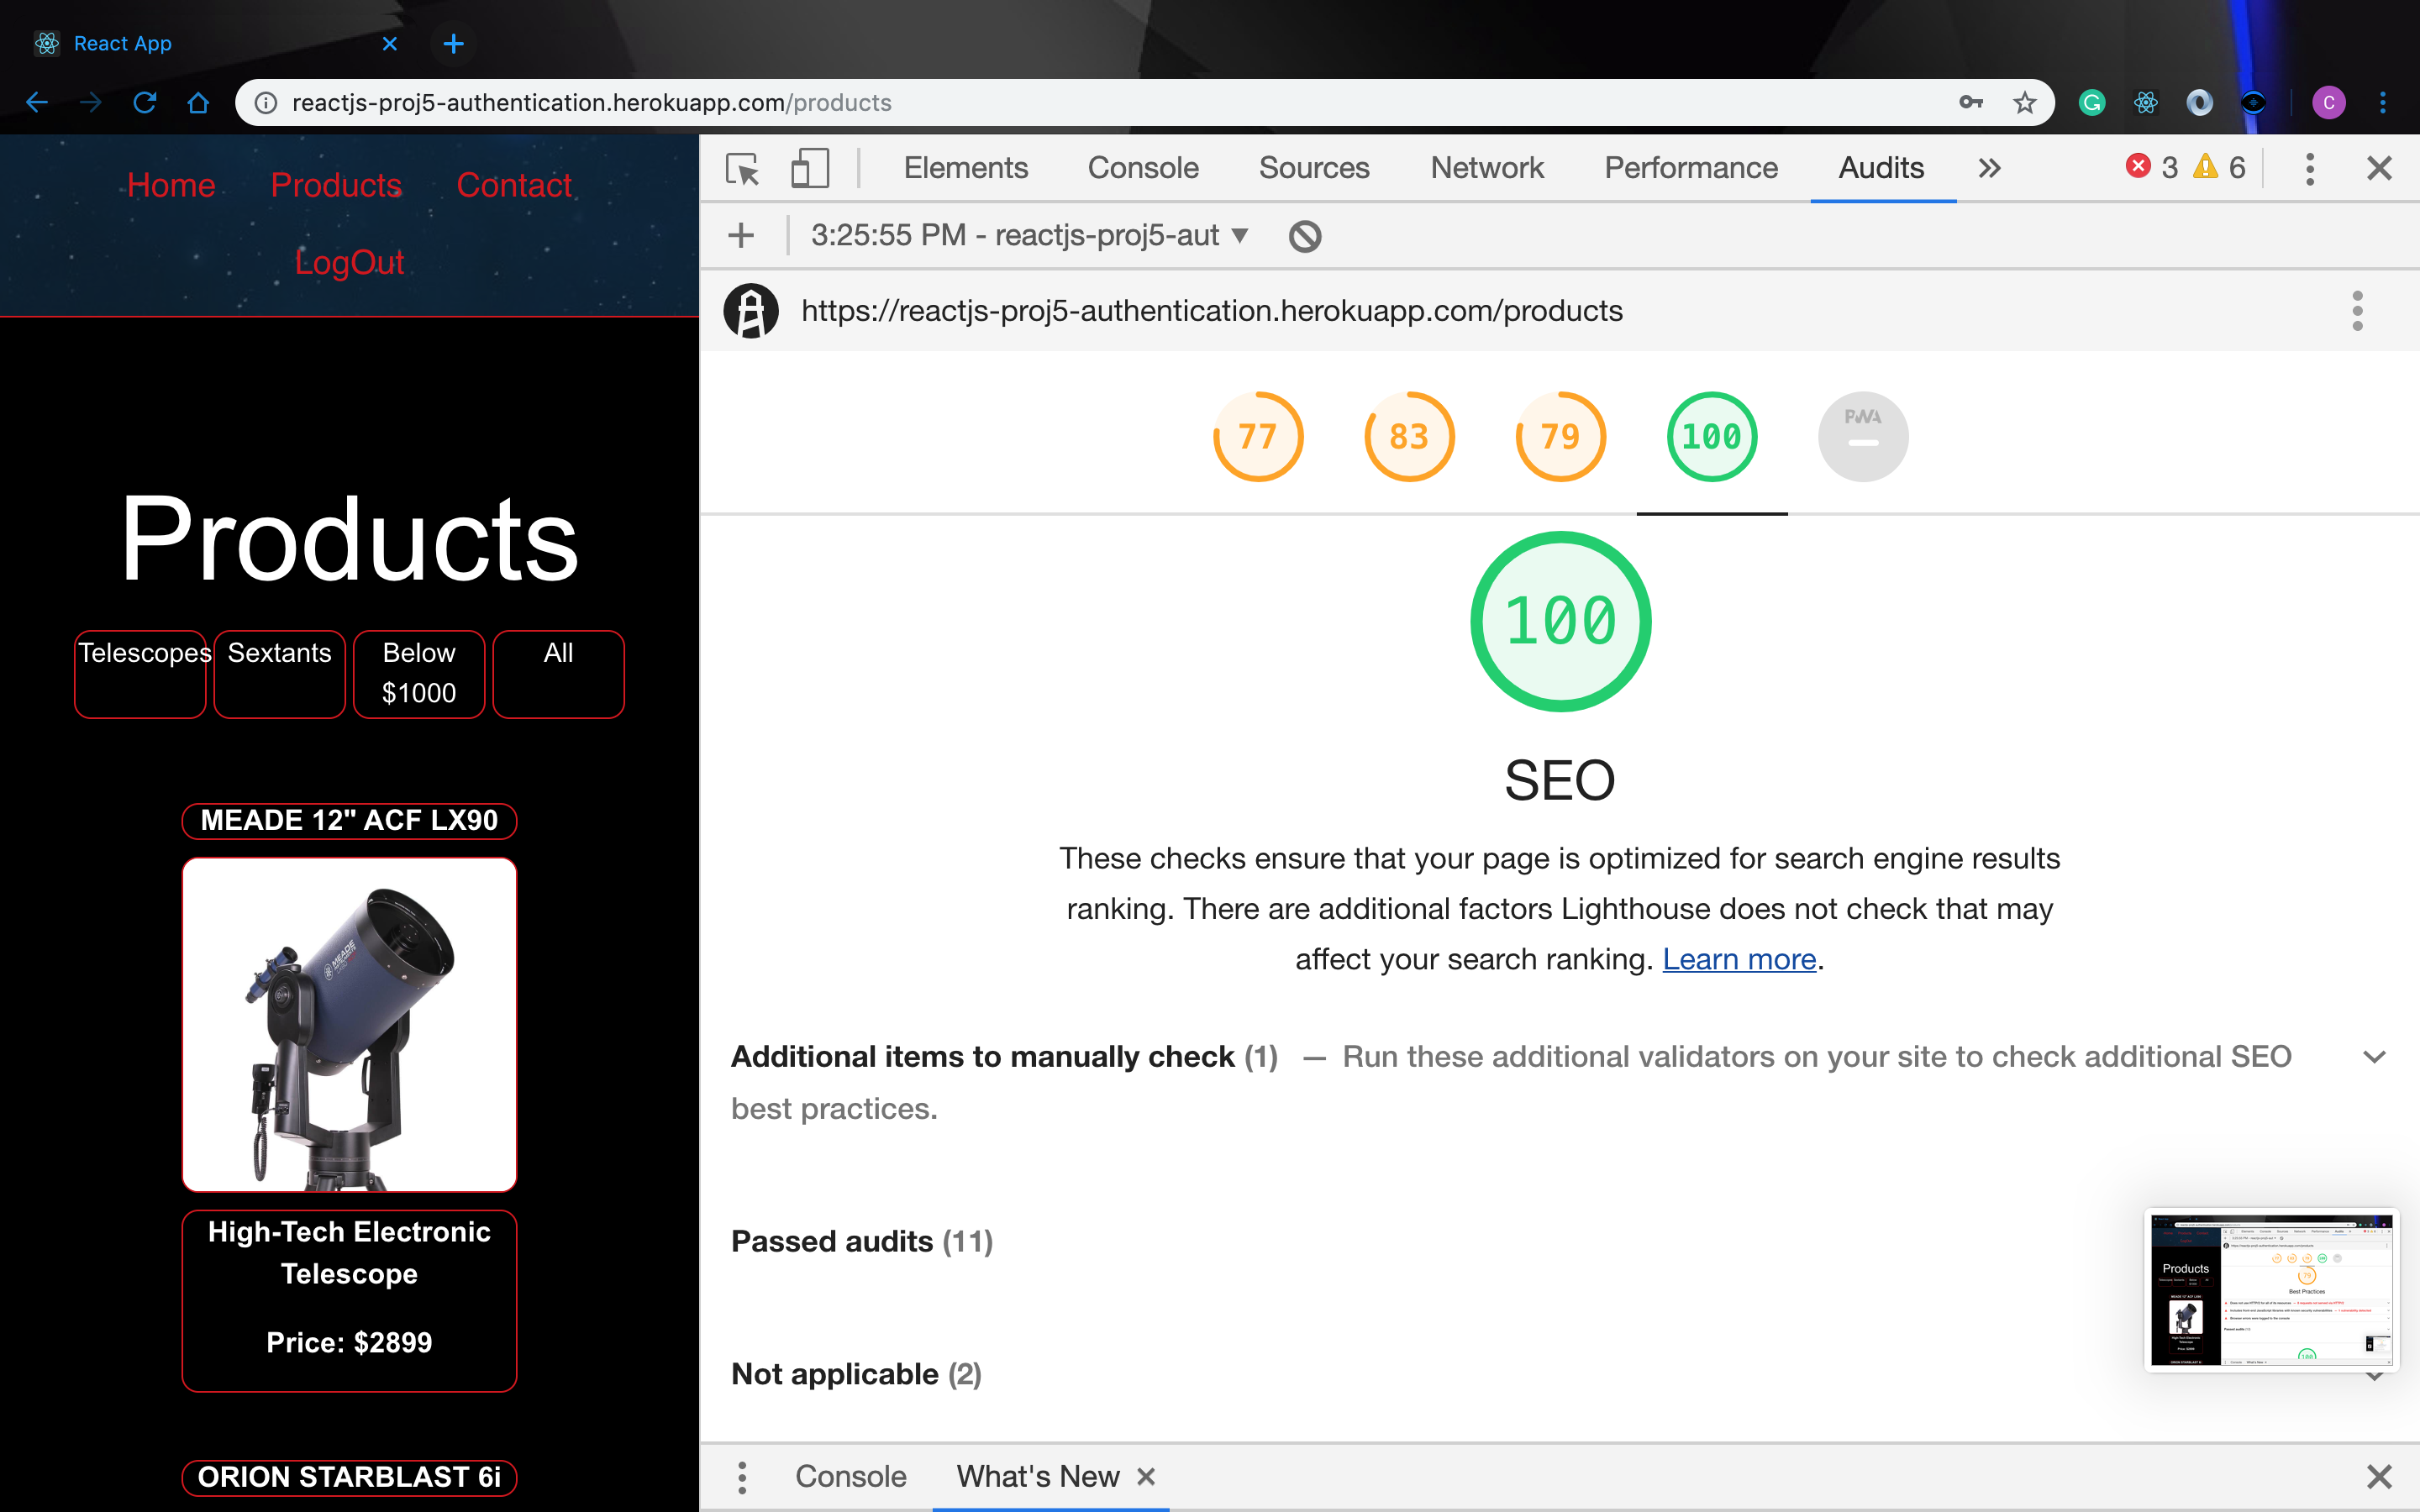 React App
reactjs-proj5-authentication.herokuapp.com/products
C
Home Products Contact
LogOut
Products
Telescopes Sextants Below All
$1000
MEADE 12" ACF LX90
MEADE
High-Tech Electronic
Telescope
Price: $2899
ORION STARBLAST 6i
Elements Console Sources Network Performance Audits 3 6
3:25:55 PM - reactjs-proj5-aut
https://reactjs-proj5-authentication.herokuapp.com/products
77 83 79 100 PWA
100
SEO
These checks ensure that your page is optimized for search engine results
ranking. There are additional factors Lighthouse does not check that may
affect your search ranking. Learn more.
Additional items to manually check (1) — Run these additional validators on your site to check additional SEO
best practices.
Passed audits (11)
Not applicable (2)
Products
79
Best Practices
100
Console What's New